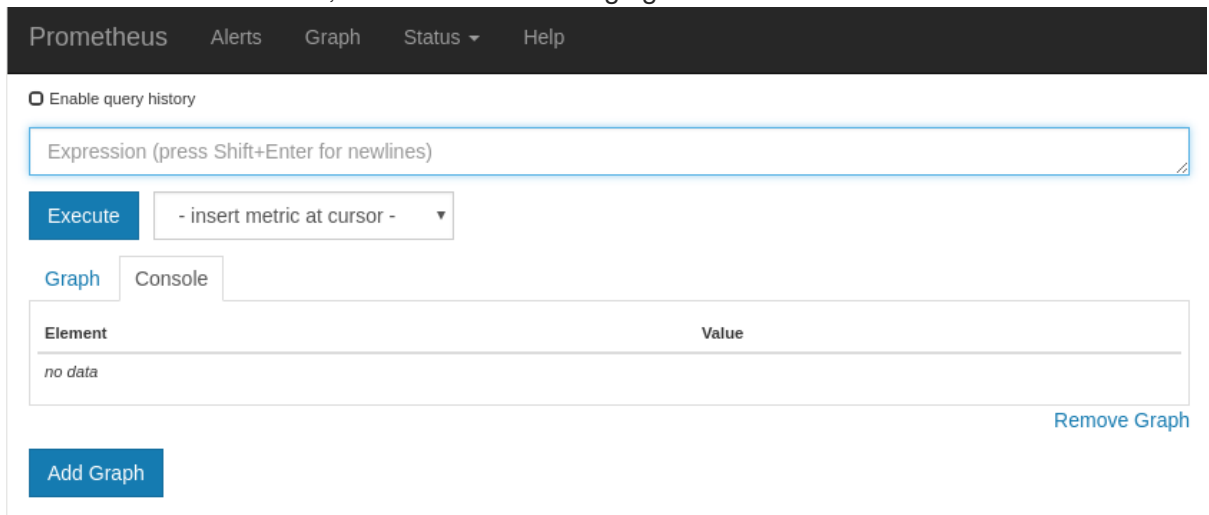 Prometheus Alerts Graph Status Help
Enable query history
Expression (press Shift+Enter for newlines)
Execute - insert metric at cursor -
Graph Console
Element Value
no data
Remove Graph
Add Graph